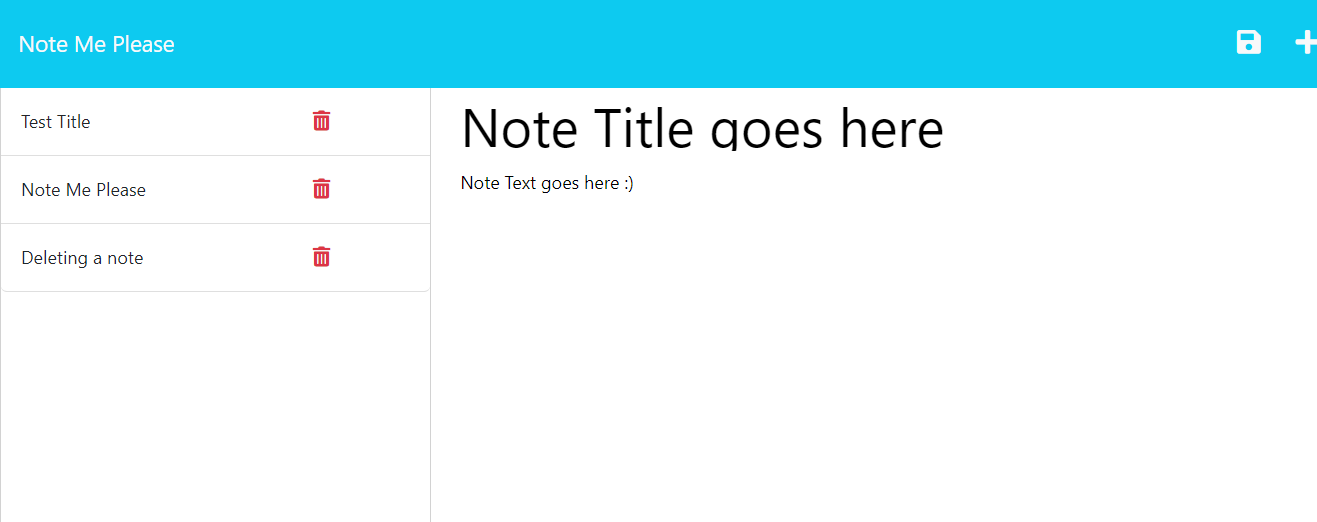 Note Me Please
Test Title
Note Me Please
Deleting a note
Note Title goes here
Note Text goes here :)